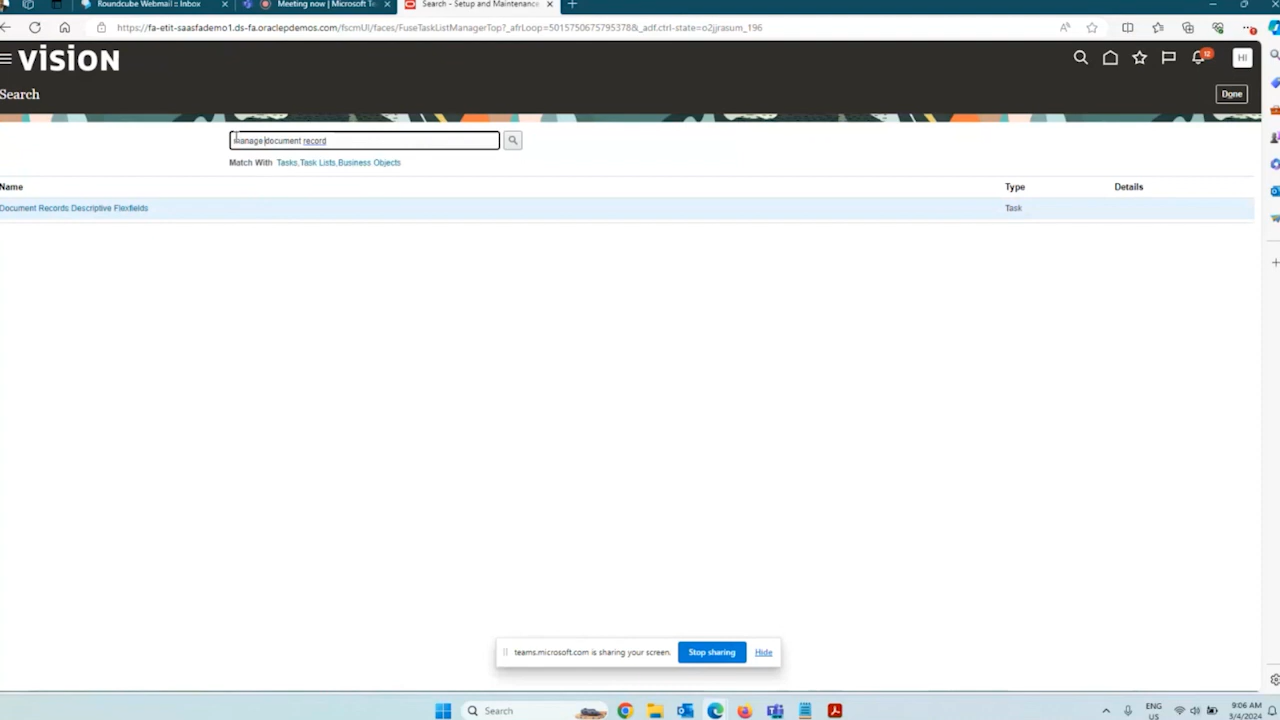 Roundcube Webmail :: Inbox
Meeting now | Microsoft Te
Search - Setup and Maintenance
https://fa-etit-saasfademo1.ds-fa.oraclepdemos.com/fscmUI/faces/FuseTaskListManagerTop?_afrLoop=5015750675795378&_adf.ctrl-state=o2jjrasum_196
VISION
12
HI
Search
Done
manage document record
Match With Tasks,Task Lists,Business Objects
Name Type Details
Document Records Descriptive Flexfields Task
teams.microsoft.com is sharing your screen. Stop sharing Hide
Search
ENG
US
9:06 AM
3/4/2024